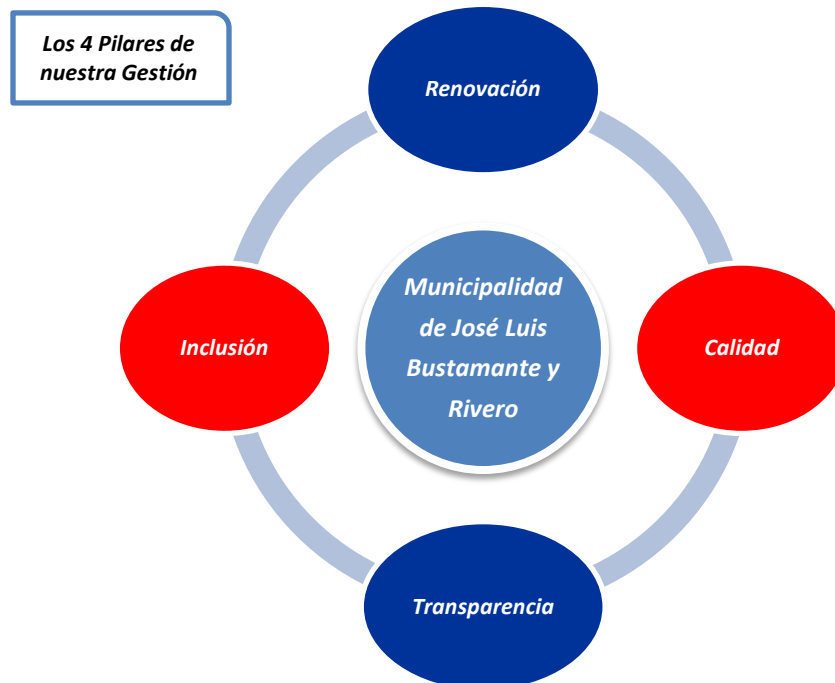 Los 4 Pilares de
nuestra Gestión
Renovación
Municipalidad
de José Luis
Bustamante y
Rivero
Inclusión
Calidad
Transparencia